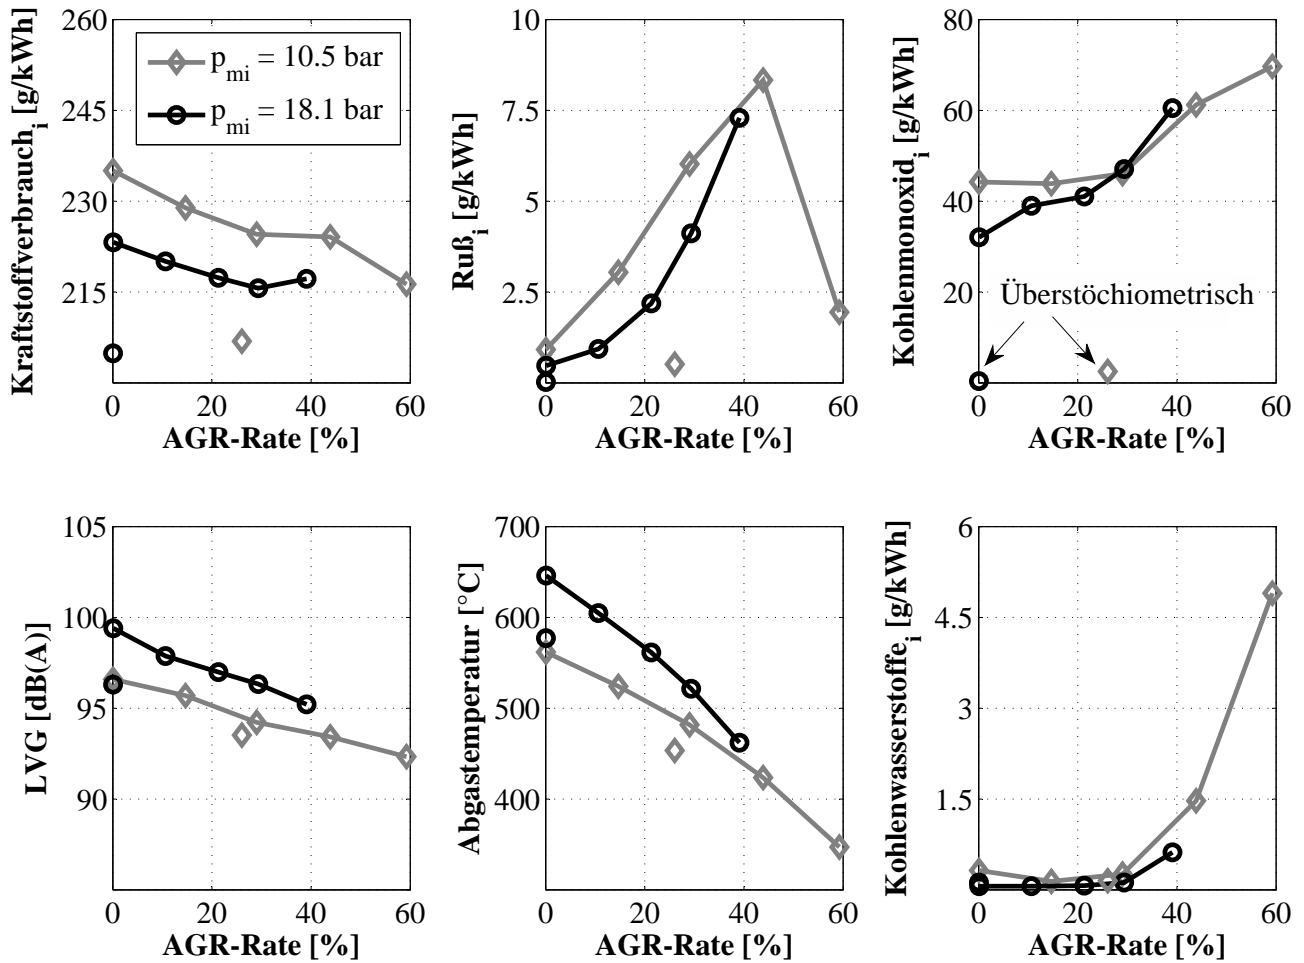 Kraftstoffverbrauch_i [g/kWh]
260
245
230
215
p_mi = 10.5 bar
p_mi = 18.1 bar
0 20 40 60
AGR-Rate [%]
Ruß_i [g/kWh]
10
7.5
5
2.5
0 20 40 60
AGR-Rate [%]
Kohlenmonoxid_i [g/kWh]
80
60
40
20
Überstöchiometrisch
0 20 40 60
AGR-Rate [%]
LVG [dB(A)]
105
100
95
90
0 20 40 60
AGR-Rate [%]
Abgastemperatur [°C]
700
600
500
400
0 20 40 60
AGR-Rate [%]
Kohlenwasserstoffe_i [g/kWh]
6
4.5
3
1.5
0 20 40 60
AGR-Rate [%]